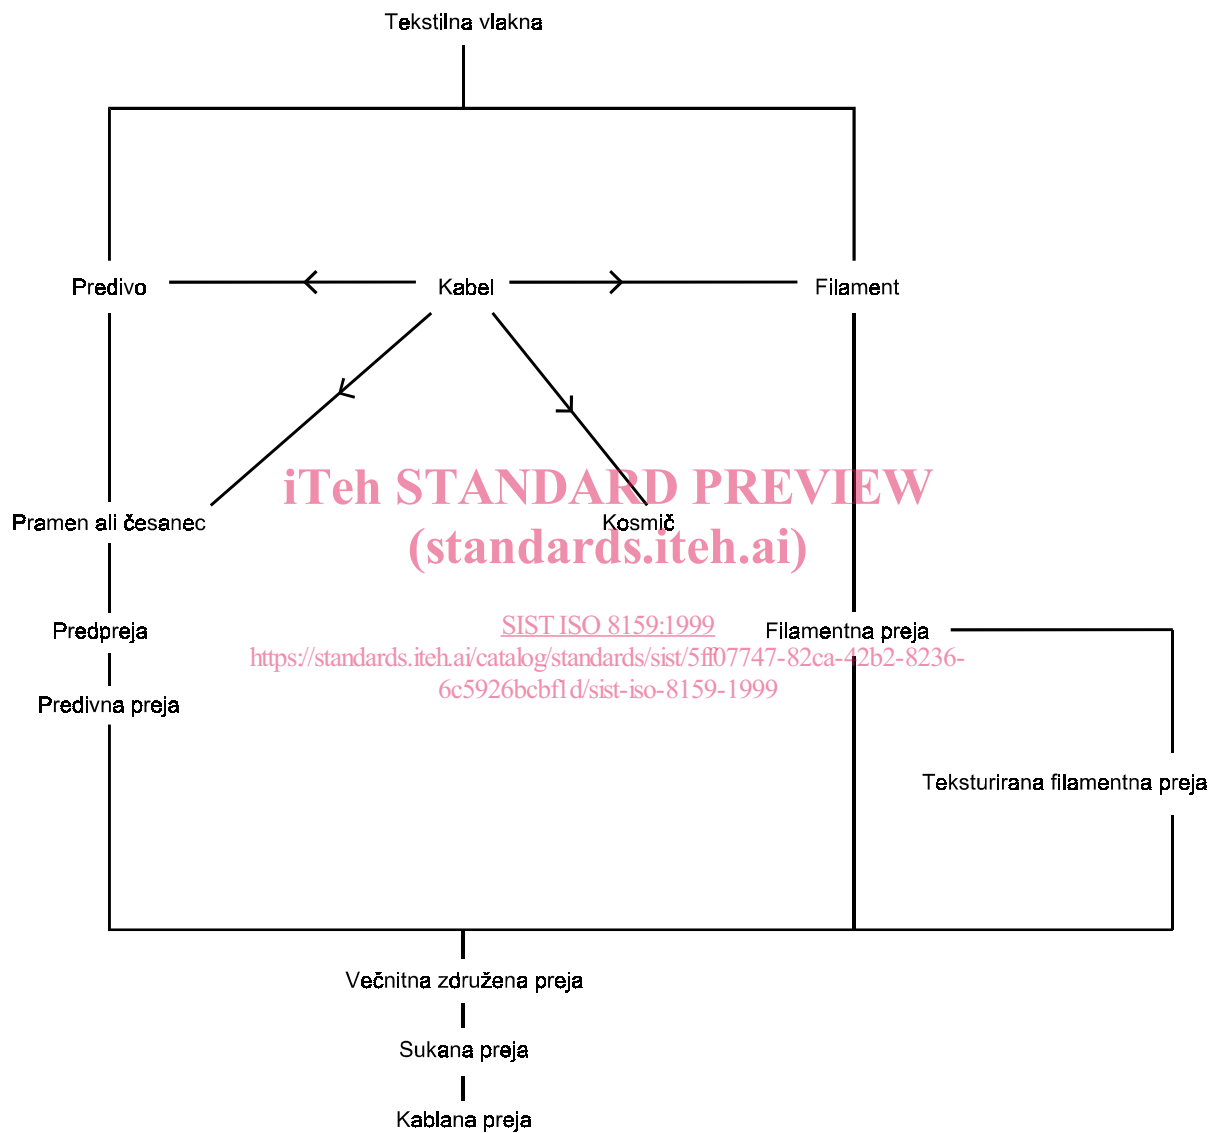 Tekstilna vlakna
Predivo
Kabel
Filament
iTeh STANDARD PREVIEW
Pramen ali česanec
Kosmič
(standards.iteh.ai)
SIST ISO 8159:1999
Predpreja
Filamentna preja
https://standards.iteh.ai/catalog/standards/sist/5ff07747-82ca-42b2-8236-
6c5926bcbf1d/sist-iso-8159-1999
Predivna preja
Teksturirana filamentna preja
Večnitna združena preja
Sukana preja
Kablana preja